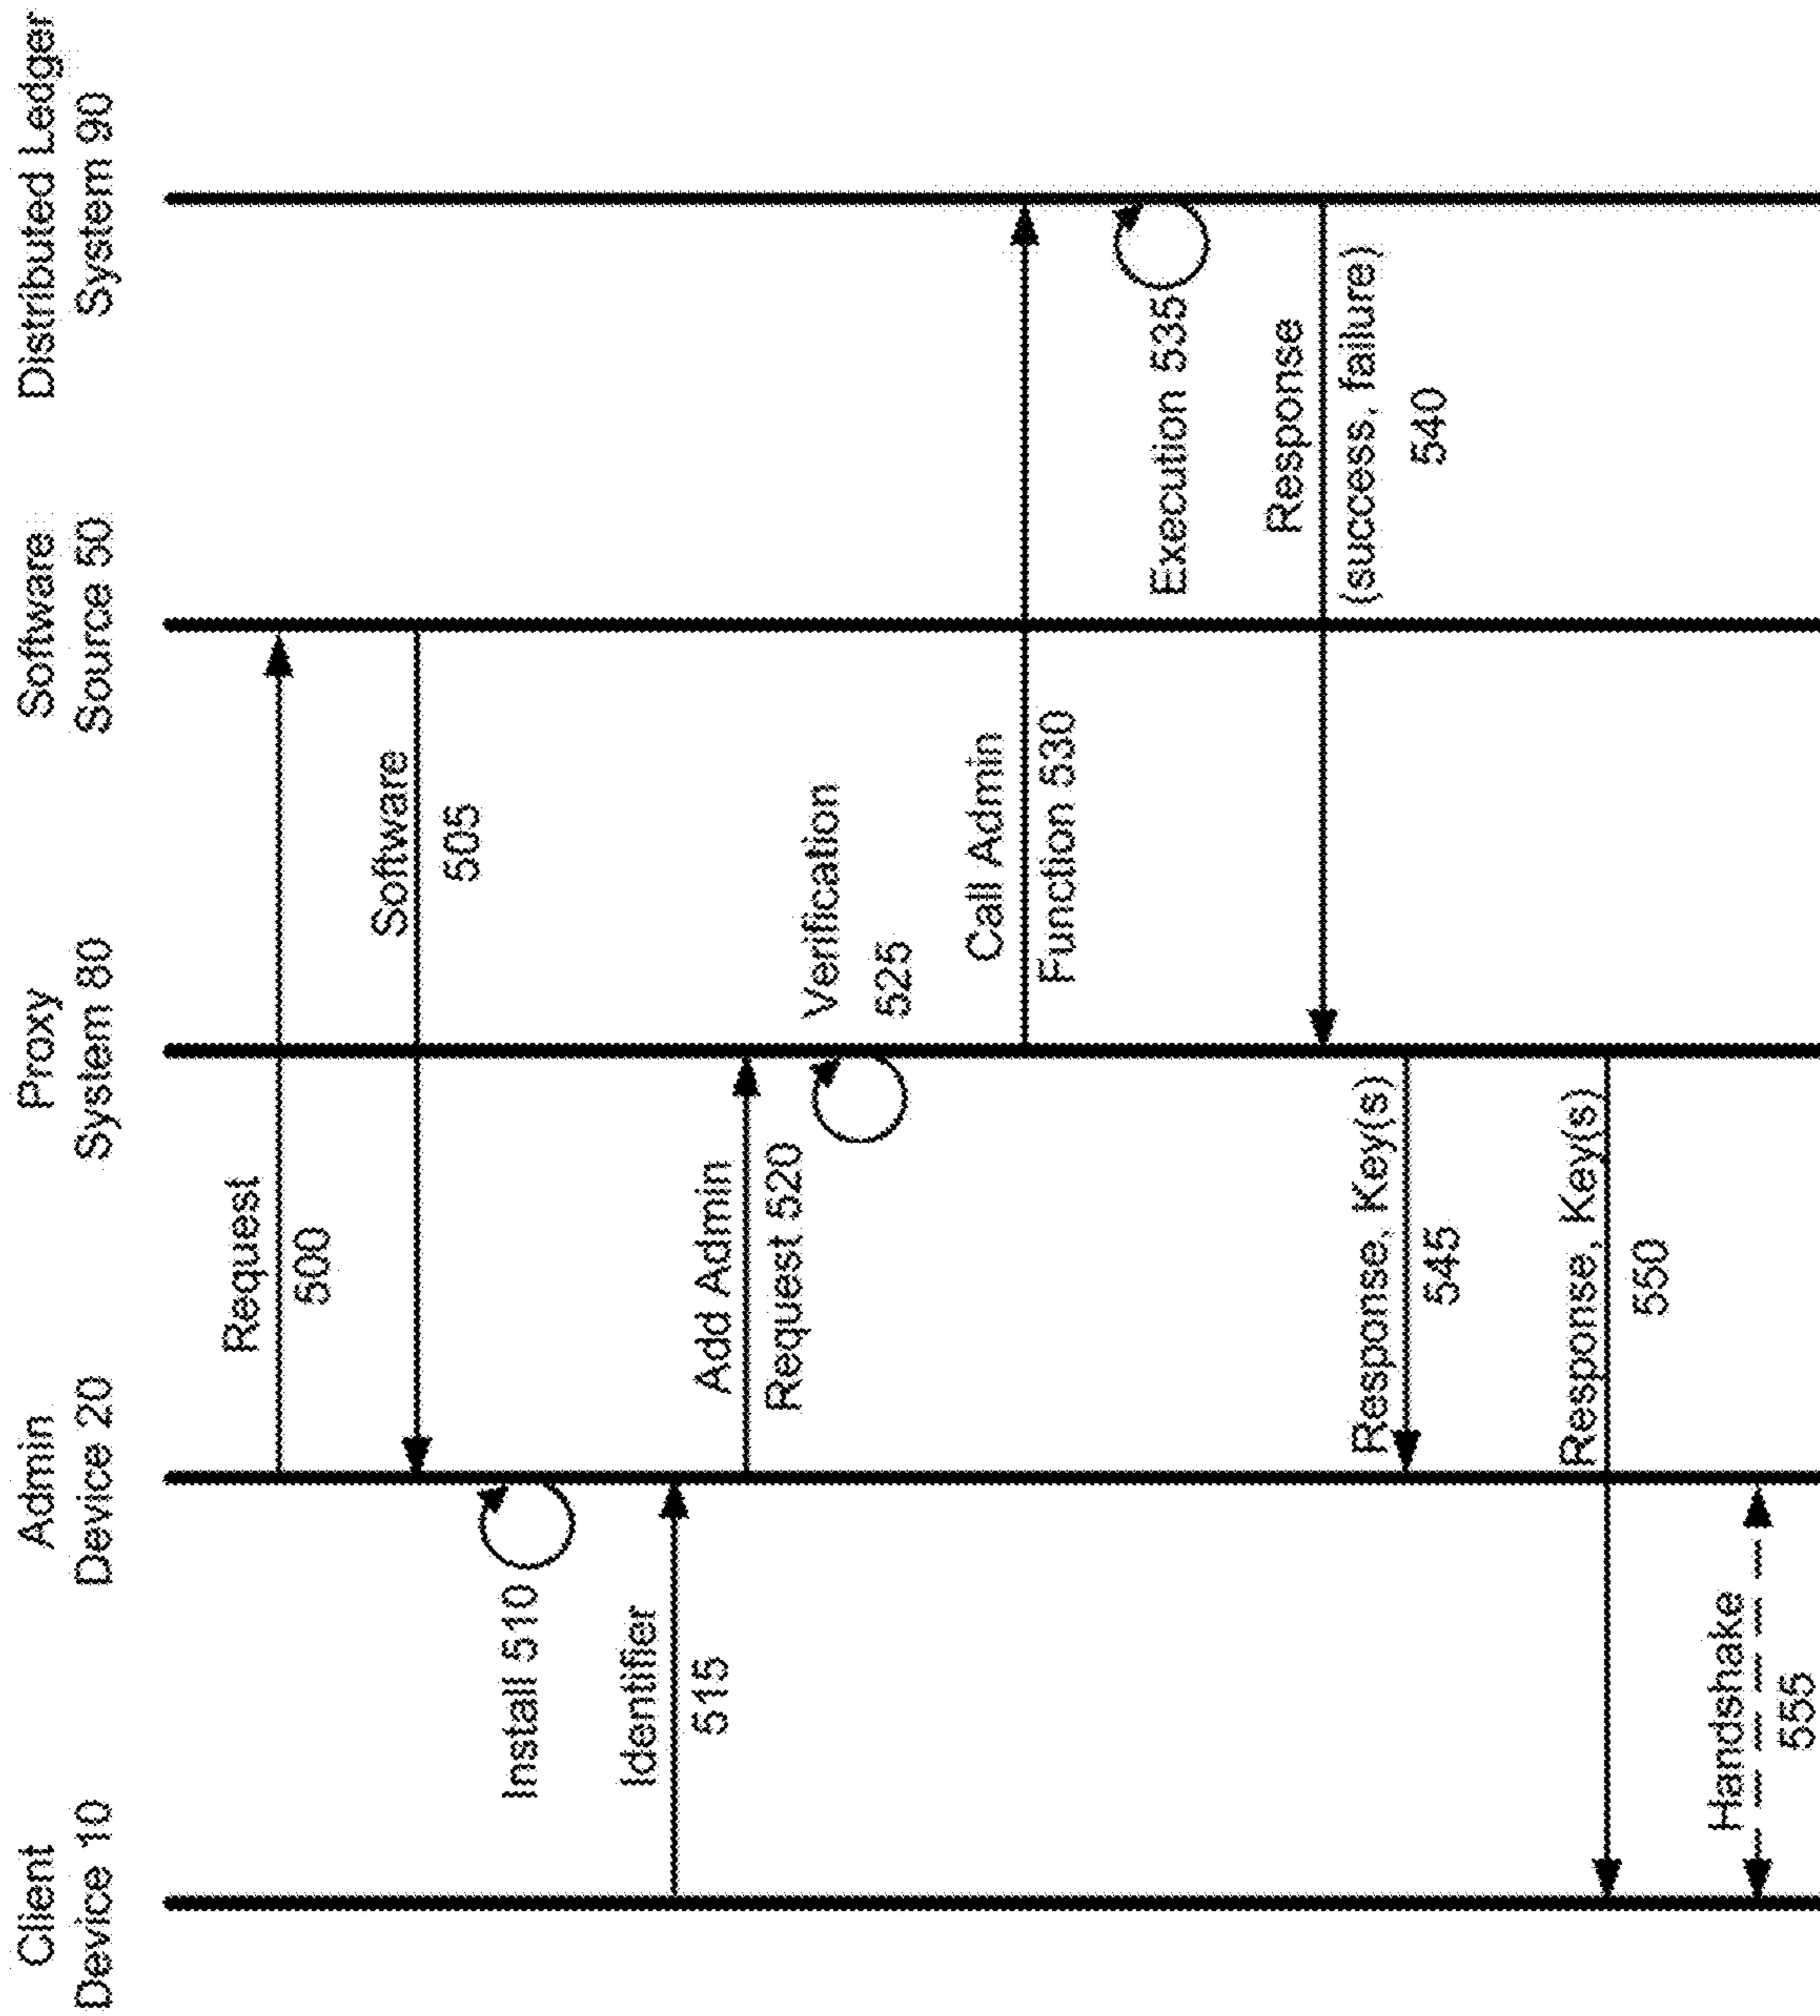 Client
Device 10
Admin
Device 20
Proxy
System 80
Software
Source 50
Distributed Ledger
System 90
Request
500
Software
505
Install 510
Identifier
515
Add Admin
Request 520
Verification
525
Call Admin
Function 530
Execution 535
Response
(success, failure)
540
Response, Key(s)
545
Response, Key(s)
550
Handshake
555